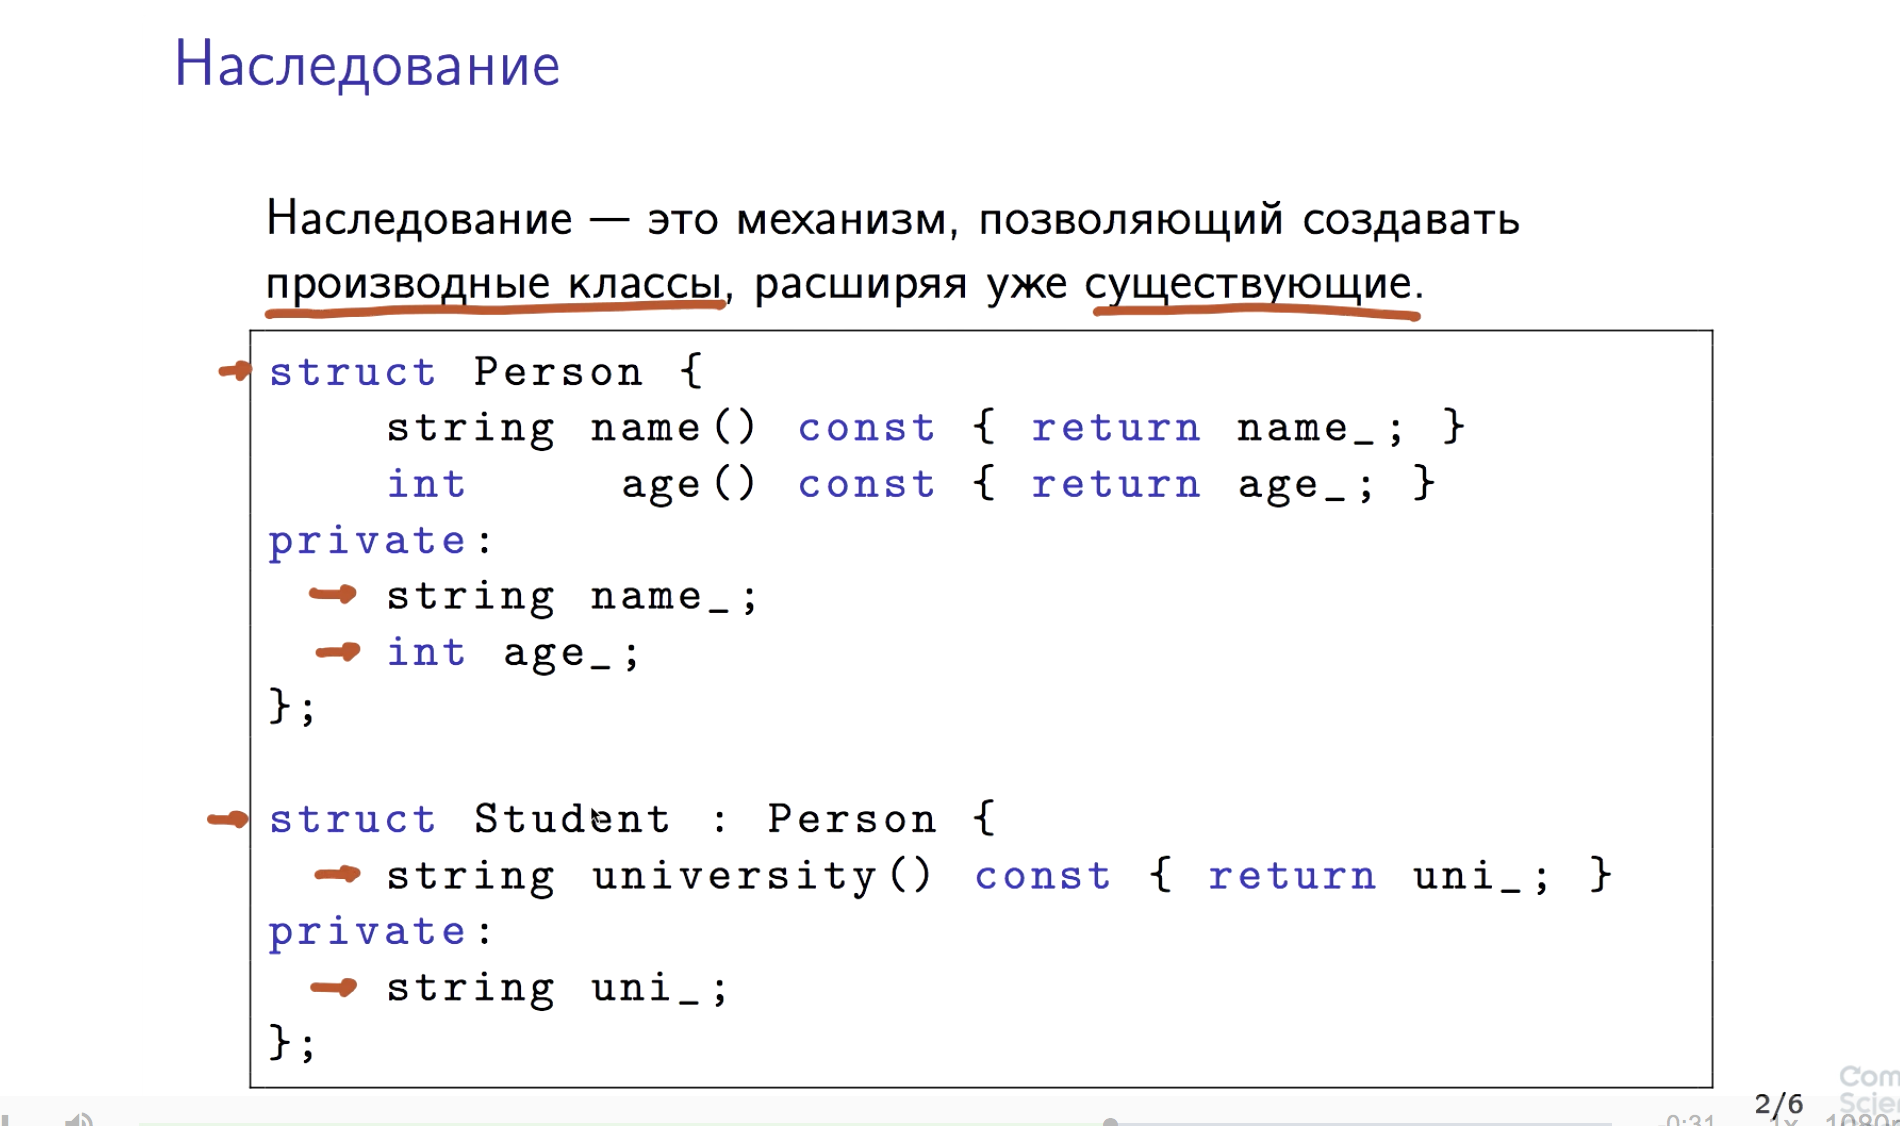 Наследование
Наследование — это механизм, позволяющий создавать
производные классы, расширяя уже существующие.
struct Person {
    string name() const { return name_; }
    int     age() const { return age_; }
private:
    string name_;
    int age_;
};
struct Student : Person {
    string university() const { return uni_; }
private:
    string uni_;
};
2/6
-0:31
1x